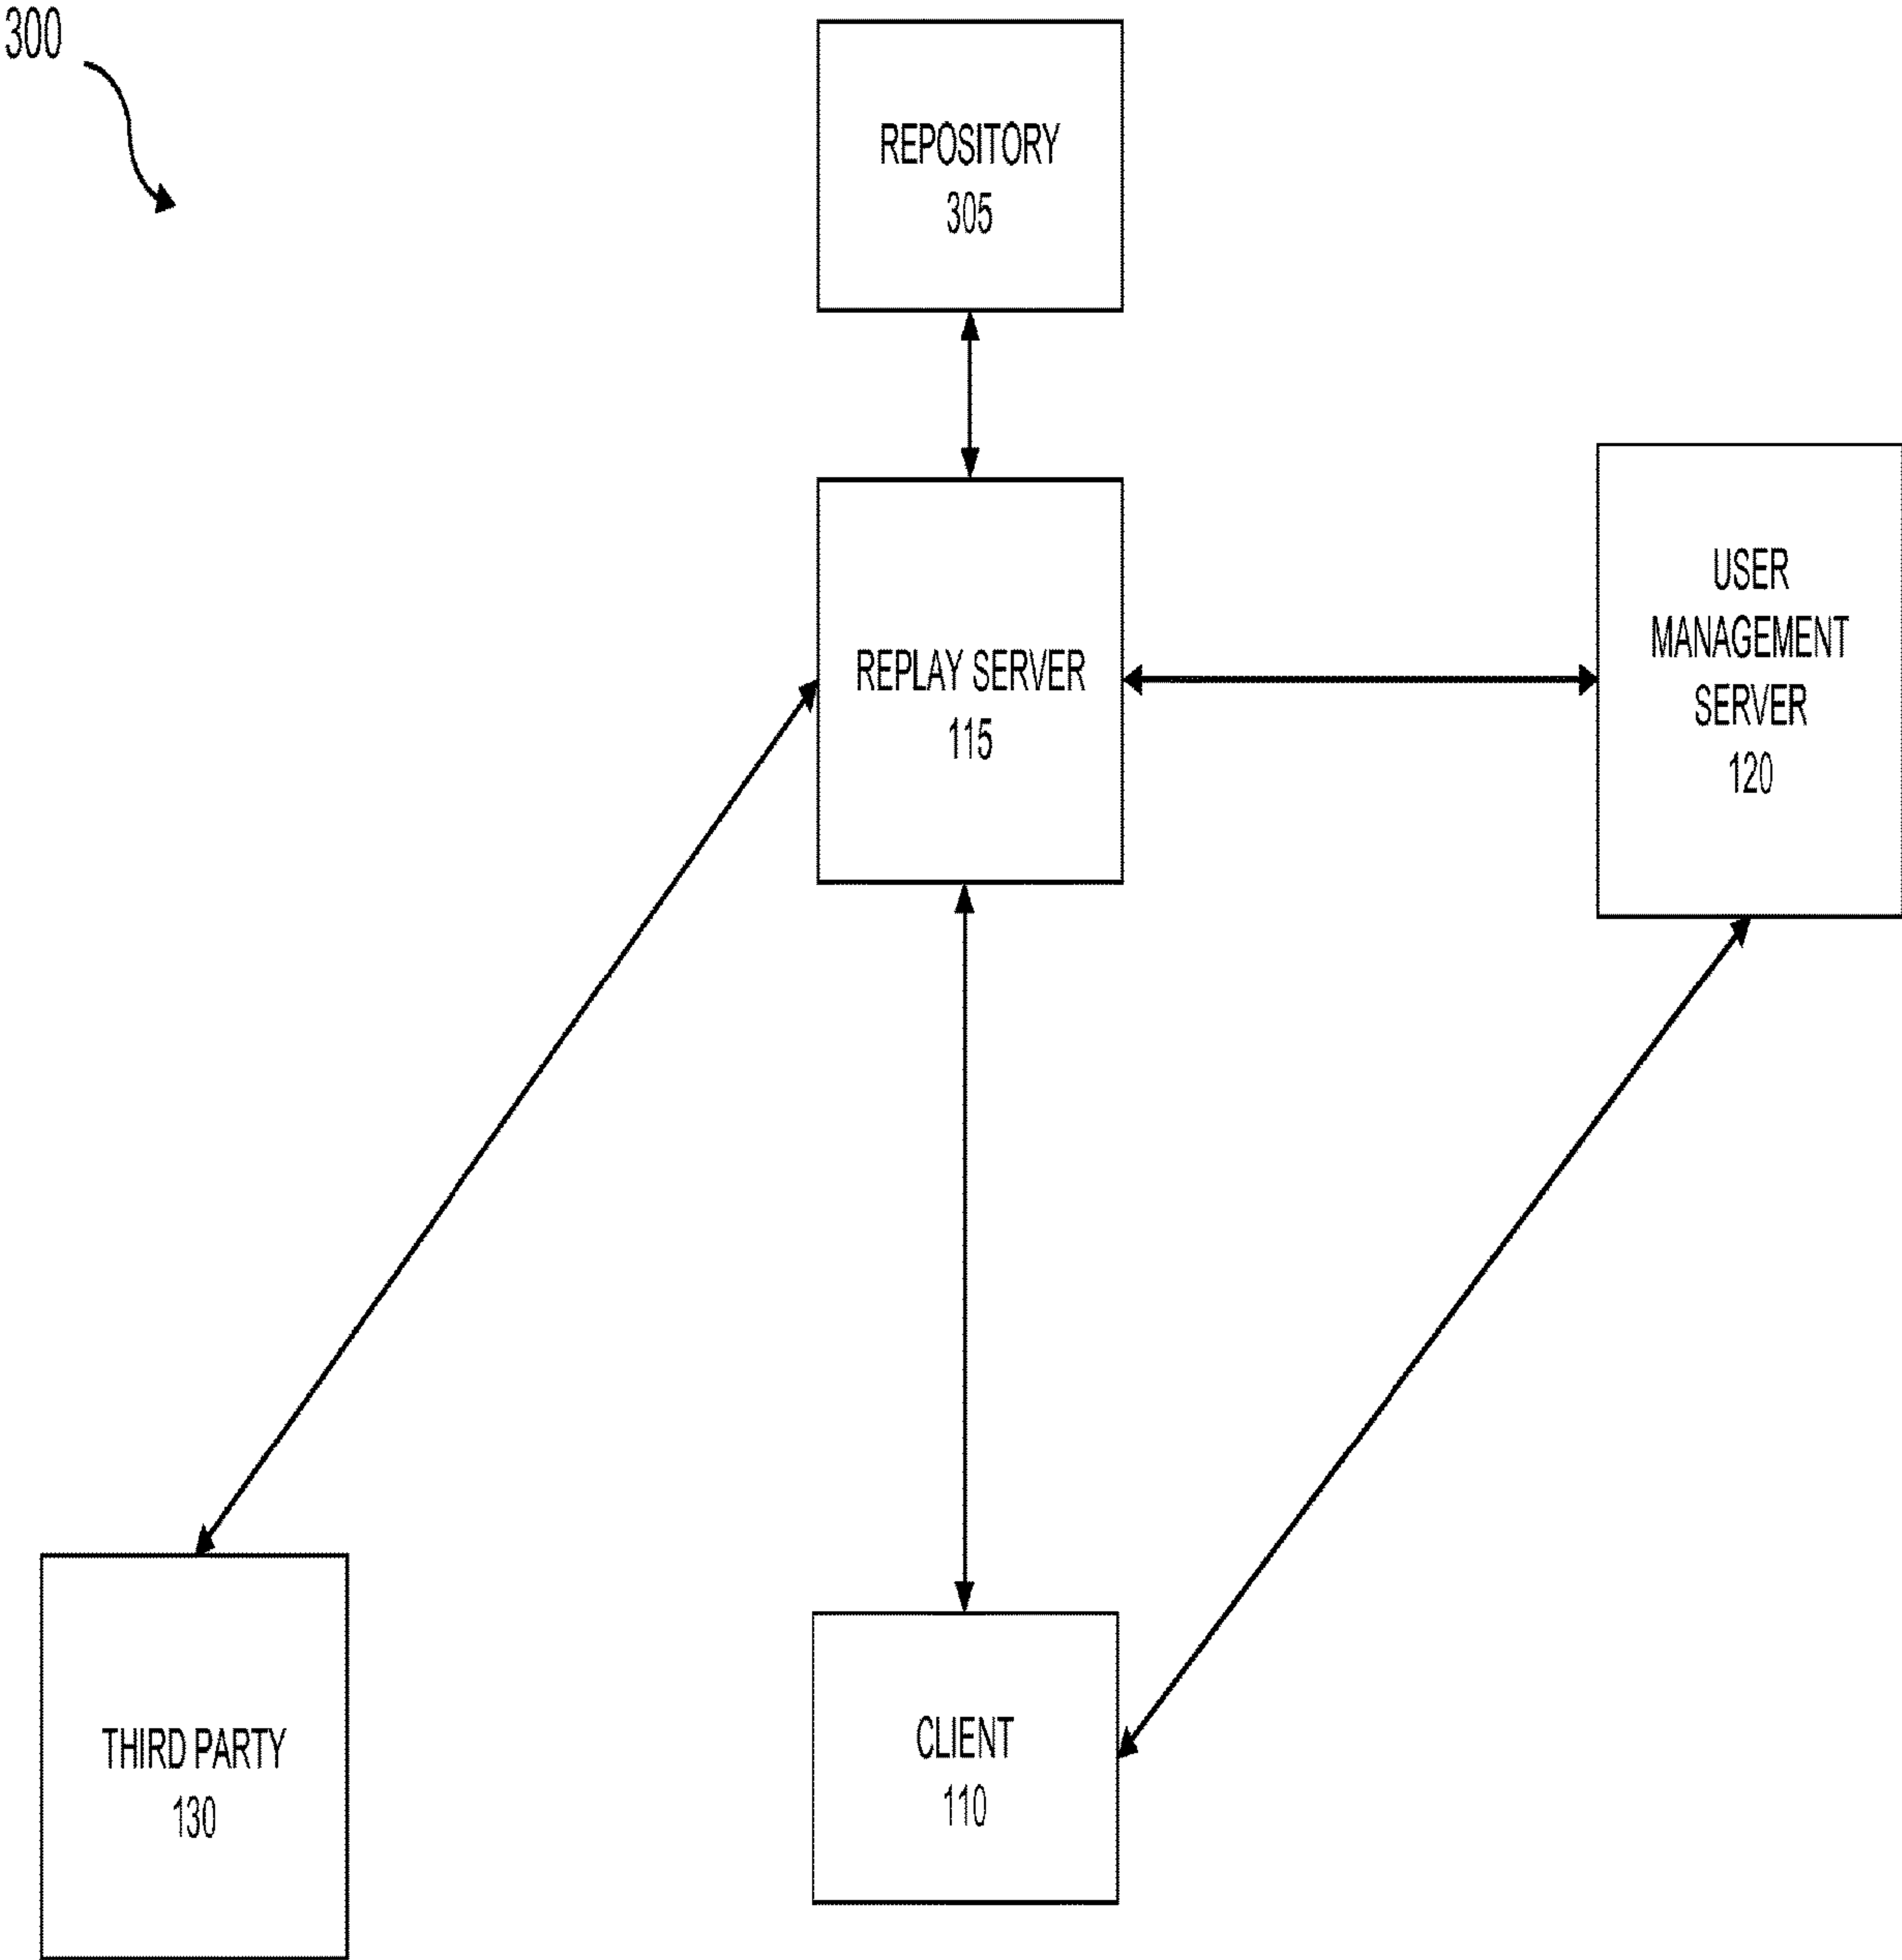 300
REPOSITORY
305
REPLAY SERVER
115
USER
MANAGEMENT
SERVER
120
THIRD PARTY
130
CLIENT
110